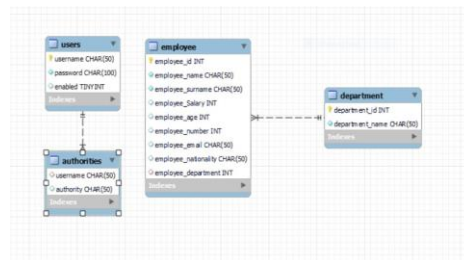 users
username CHAR(50)
password CHAR(100)
enabled TINYINT
Indexes
authorities
username CHAR(50)
authority CHAR(50)
Indexes
employee
employee_id INT
employee_name CHAR(50)
employee_surname CHAR(50)
employee_Salary INT
employee_age INT
employee_number INT
employee_email CHAR(50)
employee_nationality CHAR(50)
employee_department INT
Indexes
department
department_id INT
department_name CHAR(50)
Indexes